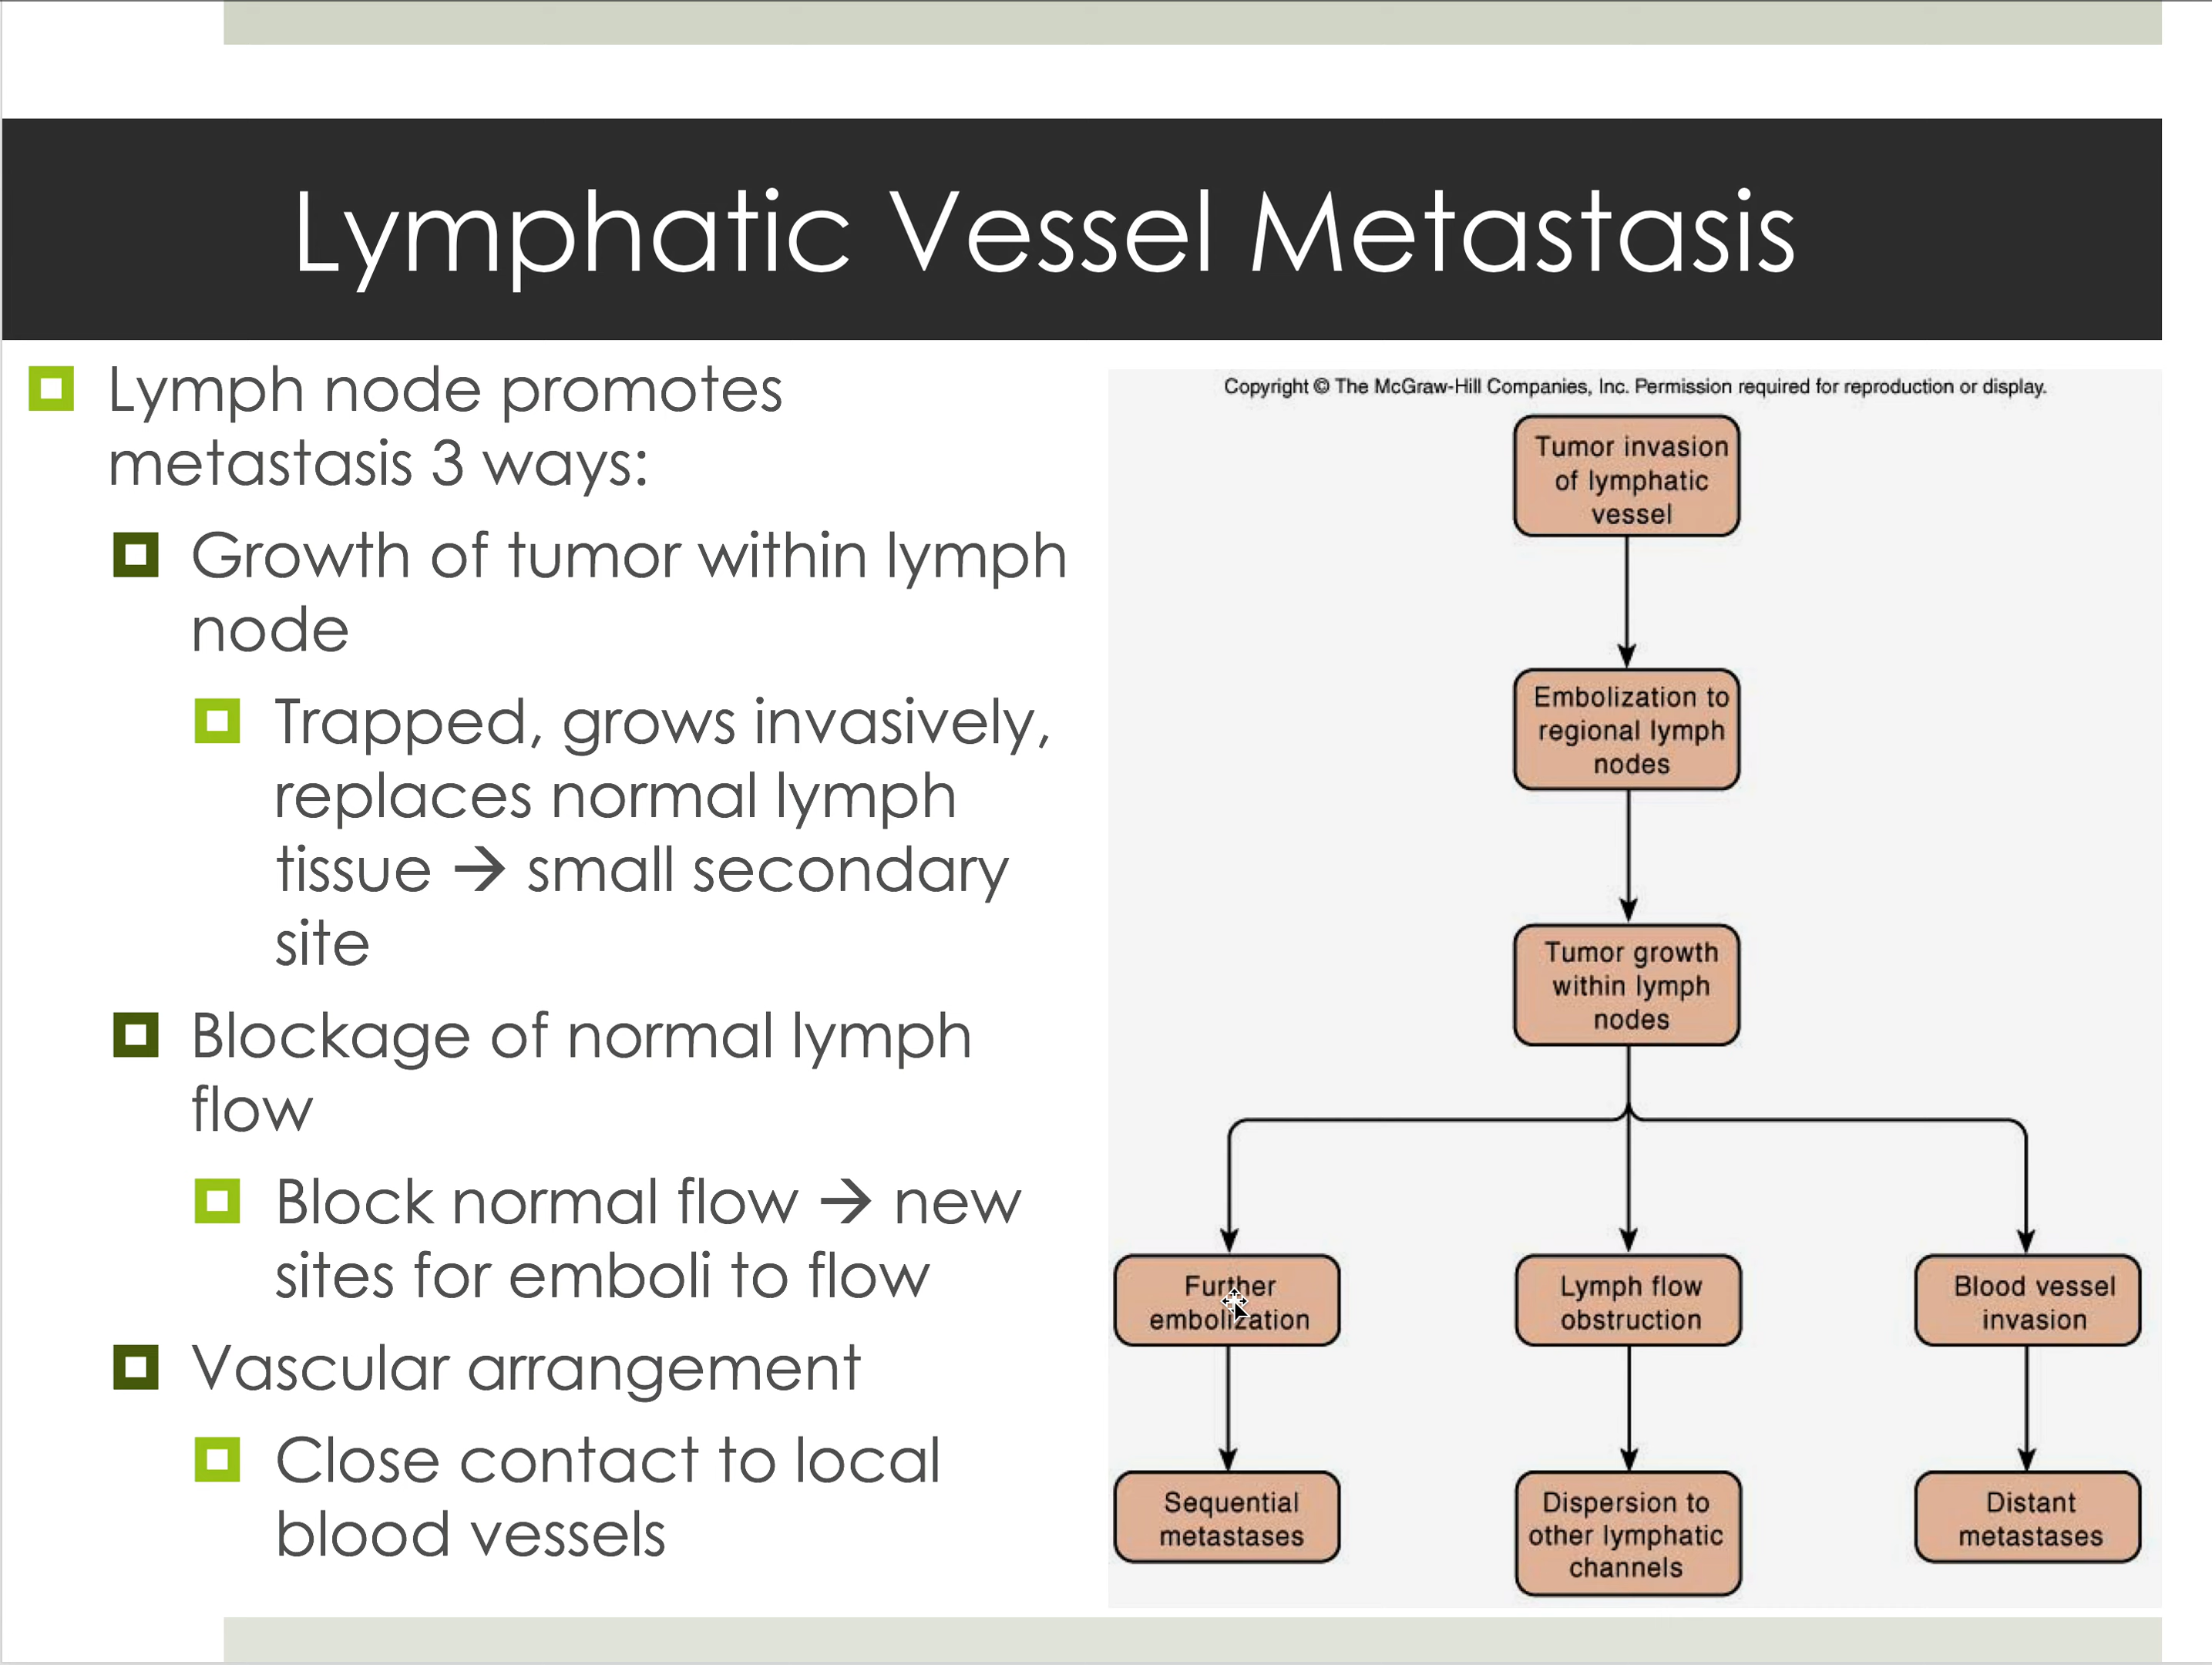 Lymphatic Vessel Metastasis
Lymph node promotes
metastasis 3 ways:
Growth of tumor within lymph
node
Trapped, grows invasively,
replaces normal lymph
tissue → small secondary
site
Blockage of normal lymph
flow
Block normal flow → new
sites for emboli to flow
Vascular arrangement
Close contact to local
blood vessels
Copyright © The McGraw-Hill Companies, Inc. Permission required for reproduction or display.
Tumor invasion
of lymphatic
vessel
Embolization to
regional lymph
nodes
Tumor growth
within lymph
nodes
Further
embolization
Lymph flow
obstruction
Blood vessel
invasion
Sequential
metastases
Dispersion to
other lymphatic
channels
Distant
metastases